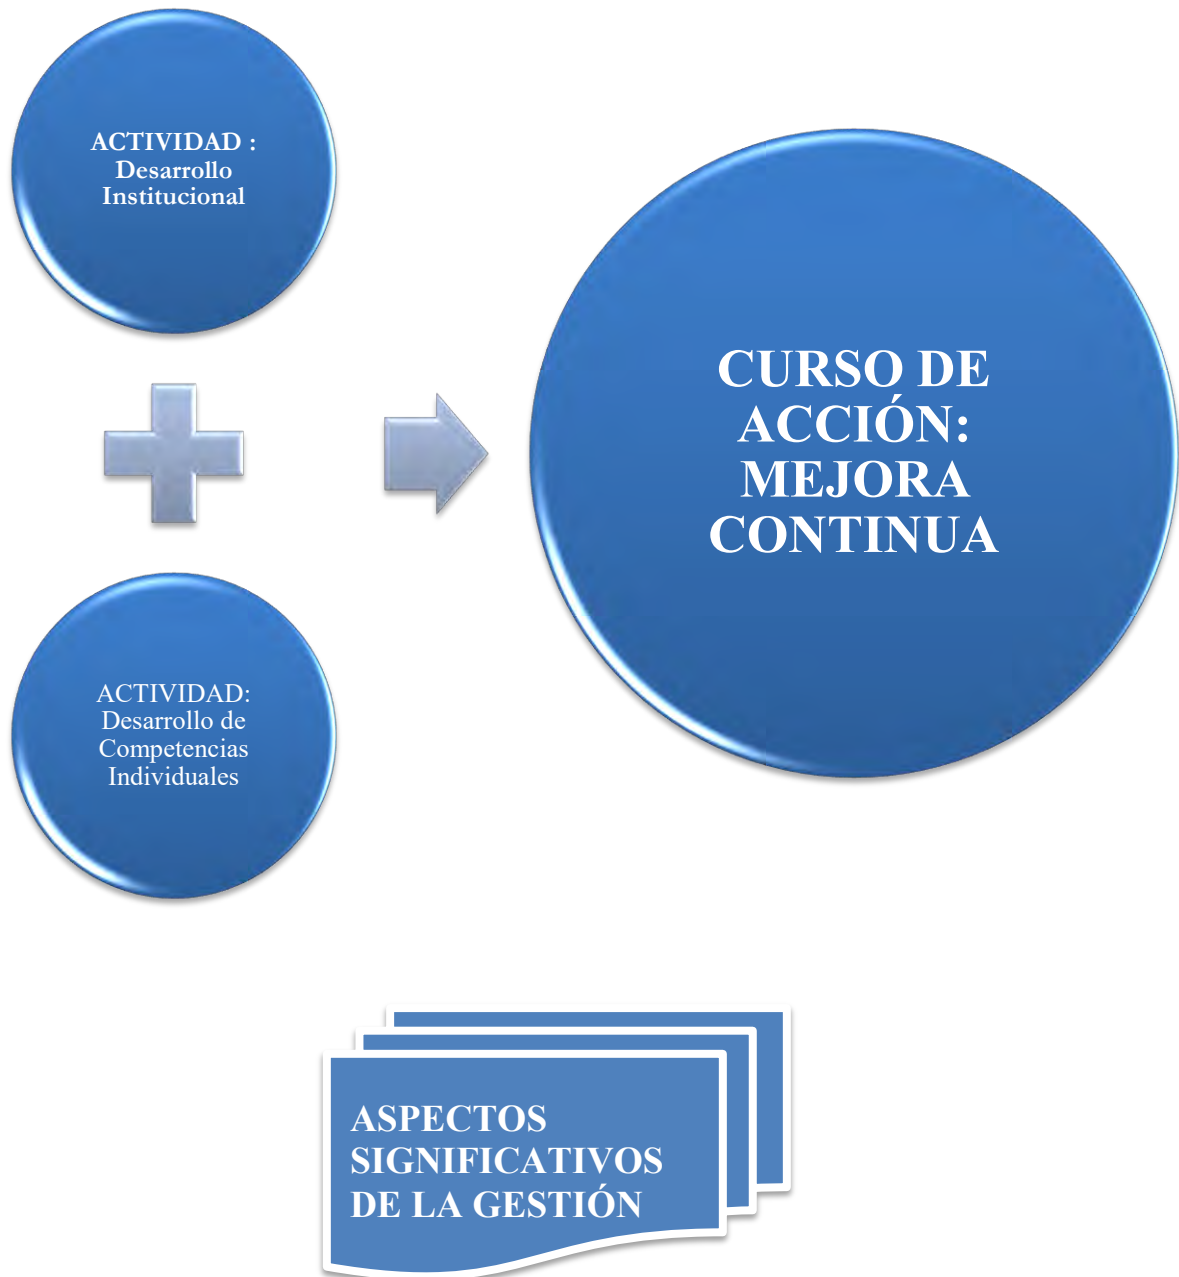 ACTIVIDAD :
Desarrollo
Institucional
ACTIVIDAD:
Desarrollo de
Competencias
Individuales
CURSO DE
ACCIÓN:
MEJORA
CONTINUA
ASPECTOS
SIGNIFICATIVOS
DE LA GESTIÓN